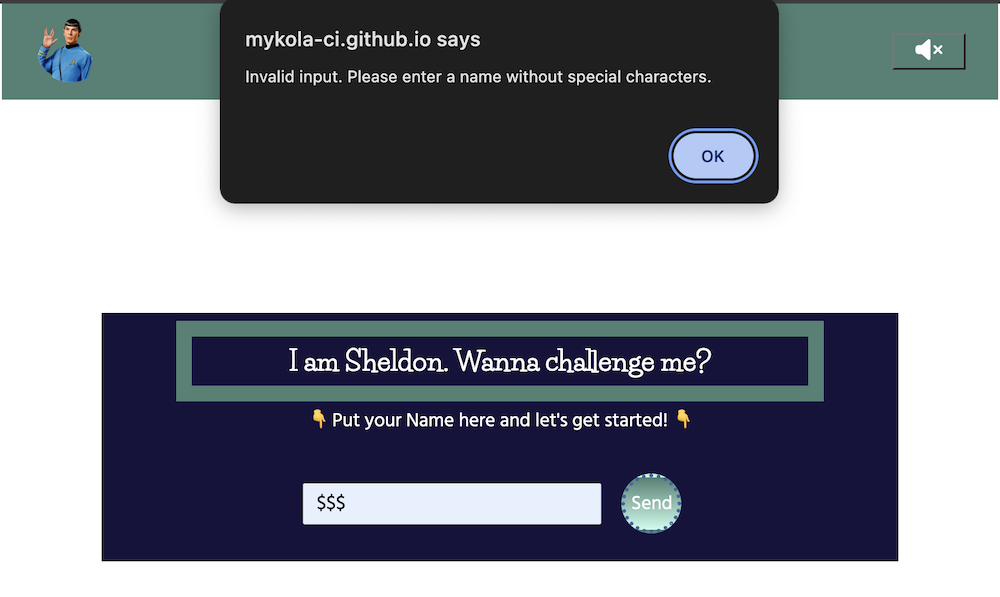 mykola-ci.github.io says
Invalid input. Please enter a name without special characters.
OK
I am Sheldon. Wanna challenge me?
👇 Put your Name here and let's get started! 👇
$$$
Send